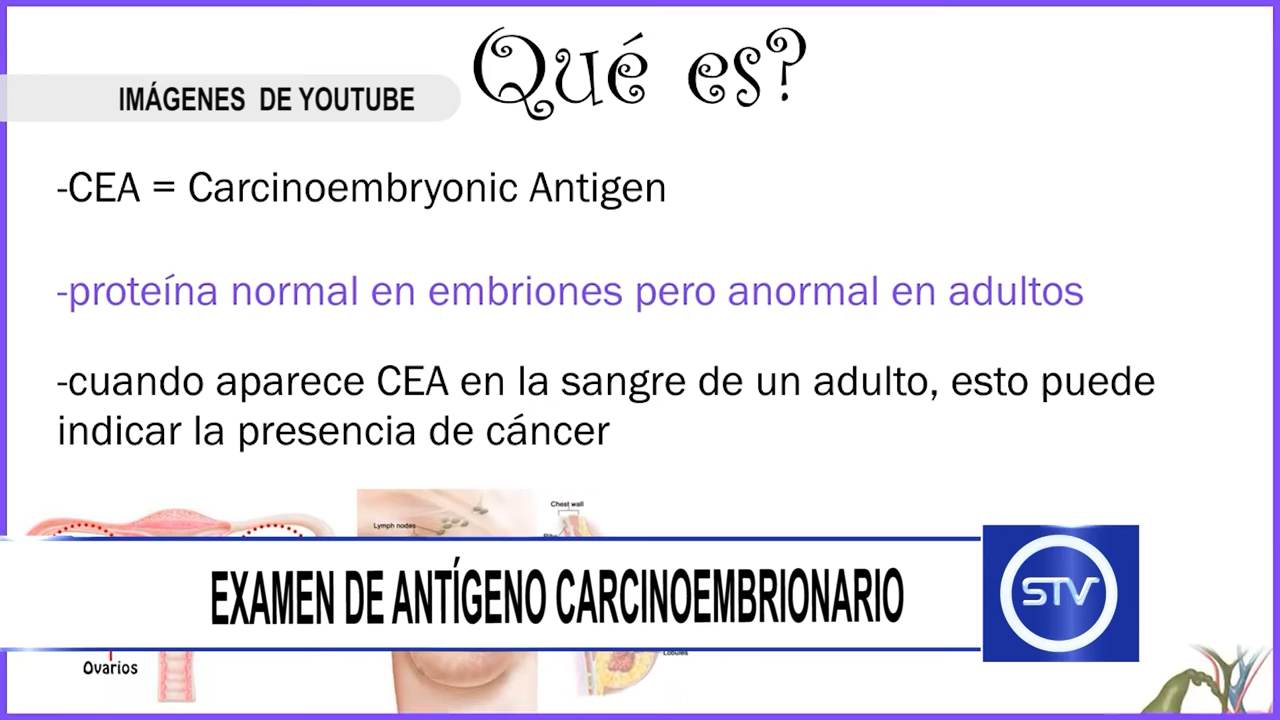 Qué es?
IMÁGENES DE YOUTUBE
-CEA = Carcinoembryonic Antigen
-proteína normal en embriones pero anormal en adultos
-cuando aparece CEA en la sangre de un adulto, esto puede
indicar la presencia de cáncer
Chest wall
Lymph nodes
EXAMEN DE ANTÍGENO CARCINOEMBRIONARIO
STV
Lobules
Ovarios